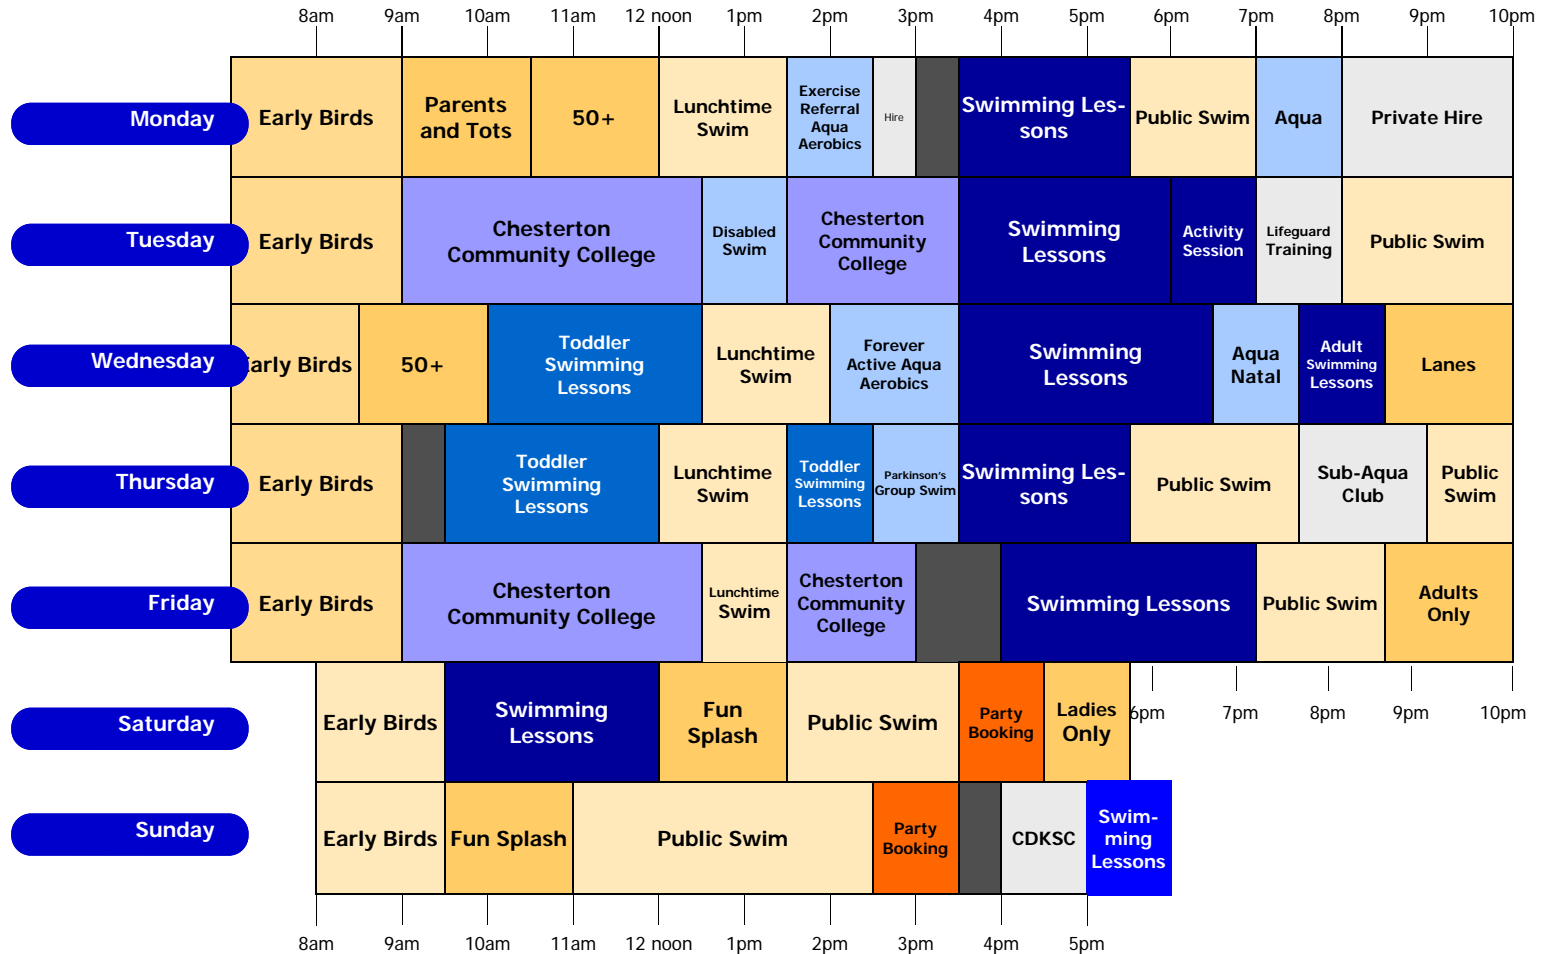 8am 9am 10am 11am 12 noon 1pm 2pm 3pm 4pm 5pm 6pm 7pm 8pm 9pm 10pm
Monday
Early Birds
Parents
and Tots
50+
Lunchtime
Swim
Exercise
Referral
Aqua
Aerobics
Hire
Swimming Les-
sons
Public Swim
Aqua
Private Hire
Tuesday
Early Birds
Chesterton
Community College
Disabled
Swim
Chesterton
Community
College
Swimming
Lessons
Activity
Session
Lifeguard
Training
Public Swim
Wednesday
Early Birds
50+
Toddler
Swimming
Lessons
Lunchtime
Swim
Forever
Active Aqua
Aerobics
Swimming
Lessons
Aqua
Natal
Adult
Swimming
Lessons
Lanes
Thursday
Early Birds
Toddler
Swimming
Lessons
Lunchtime
Swim
Toddler
Swimming
Lessons
Parkinson's
Group Swim
Swimming Les-
sons
Public Swim
Sub-Aqua
Club
Public
Swim
Friday
Early Birds
Chesterton
Community College
Lunchtime
Swim
Chesterton
Community
College
Swimming Lessons
Public Swim
Adults
Only
Saturday
Early Birds
Swimming
Lessons
Fun
Splash
Public Swim
Party
Booking
Ladies
Only
6pm 7pm 8pm 9pm 10pm
Sunday
Early Birds
Fun Splash
Public Swim
Party
Booking
CDKSC
Swim-
ming
Lessons
8am 9am 10am 11am 12 noon 1pm 2pm 3pm 4pm 5pm